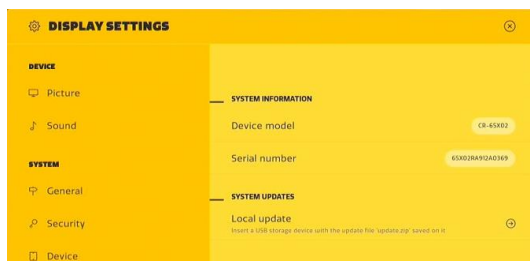 DISPLAY SETTINGS
DEVICE
Picture
Sound
SYSTEM
General
Security
Device
SYSTEM INFORMATION
Device model CR-65X02
Serial number 65X02RA912A0369
SYSTEM UPDATES
Local update
Insert a USB storage device with the update file 'update.zip' saved on it